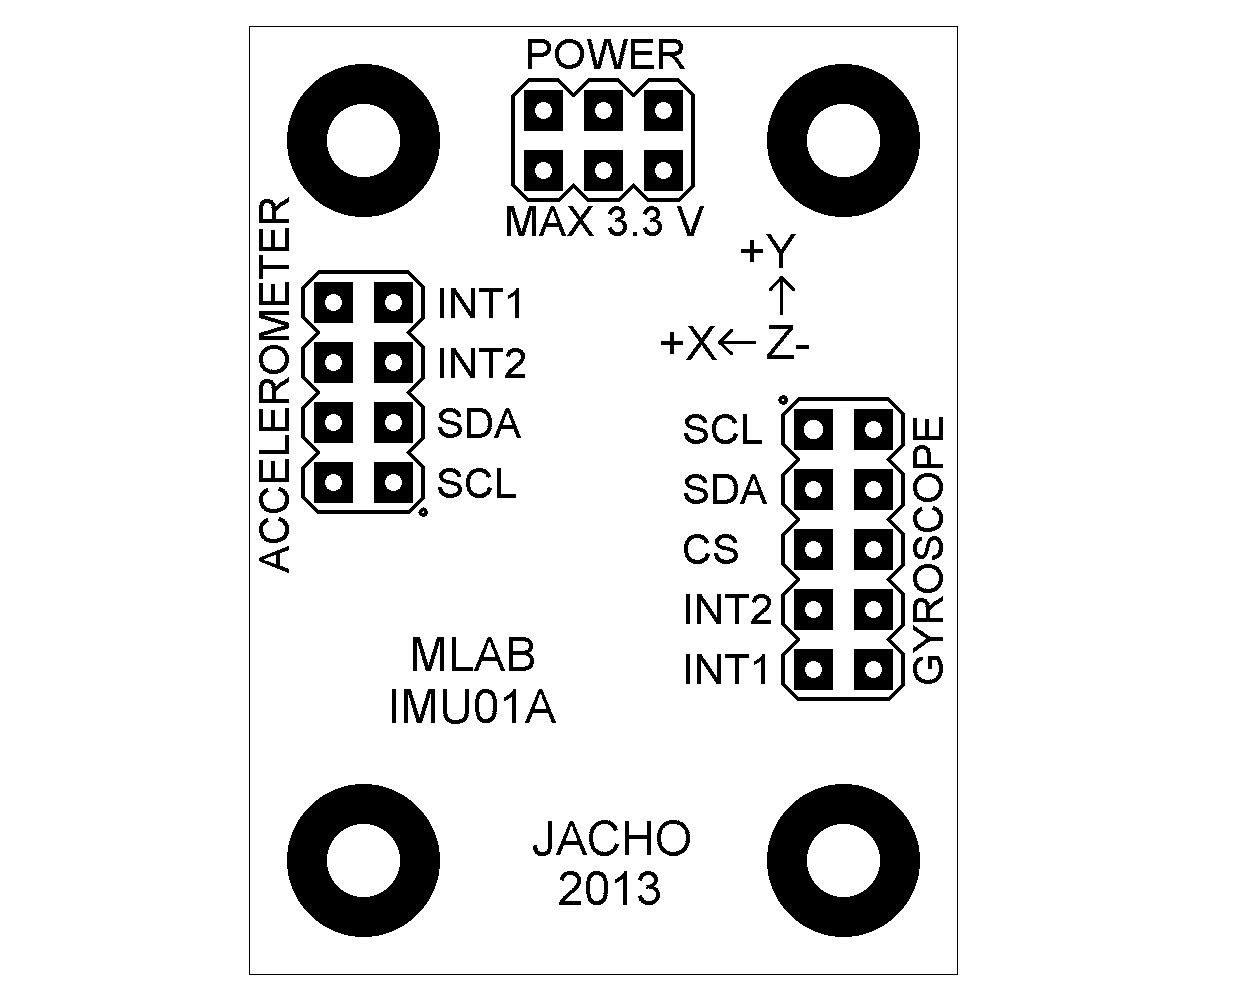 POWER
MAX 3.3 V
+Y
+X
Z-
ACCELEROMETER
INT1
INT2
SDA
SCL
SCL
SDA
CS
INT2
INT1
GYROSCOPE
MLAB
IMU01A
JACHO
2013